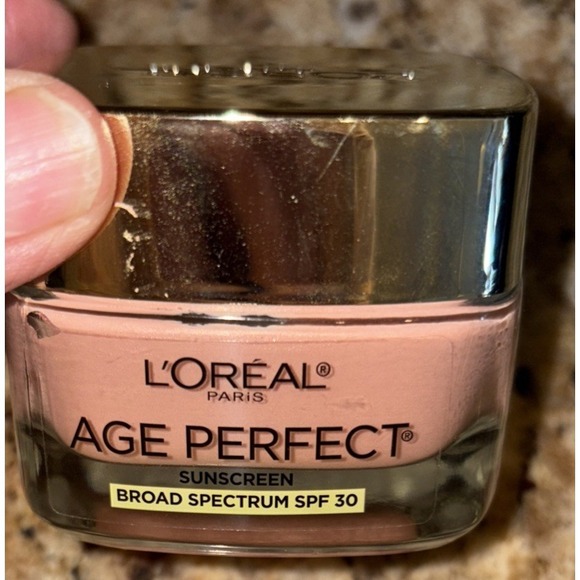 L'ORÉAL®
PARIS
AGE PERFECT®
SUNSCREEN
BROAD SPECTRUM SPF 30